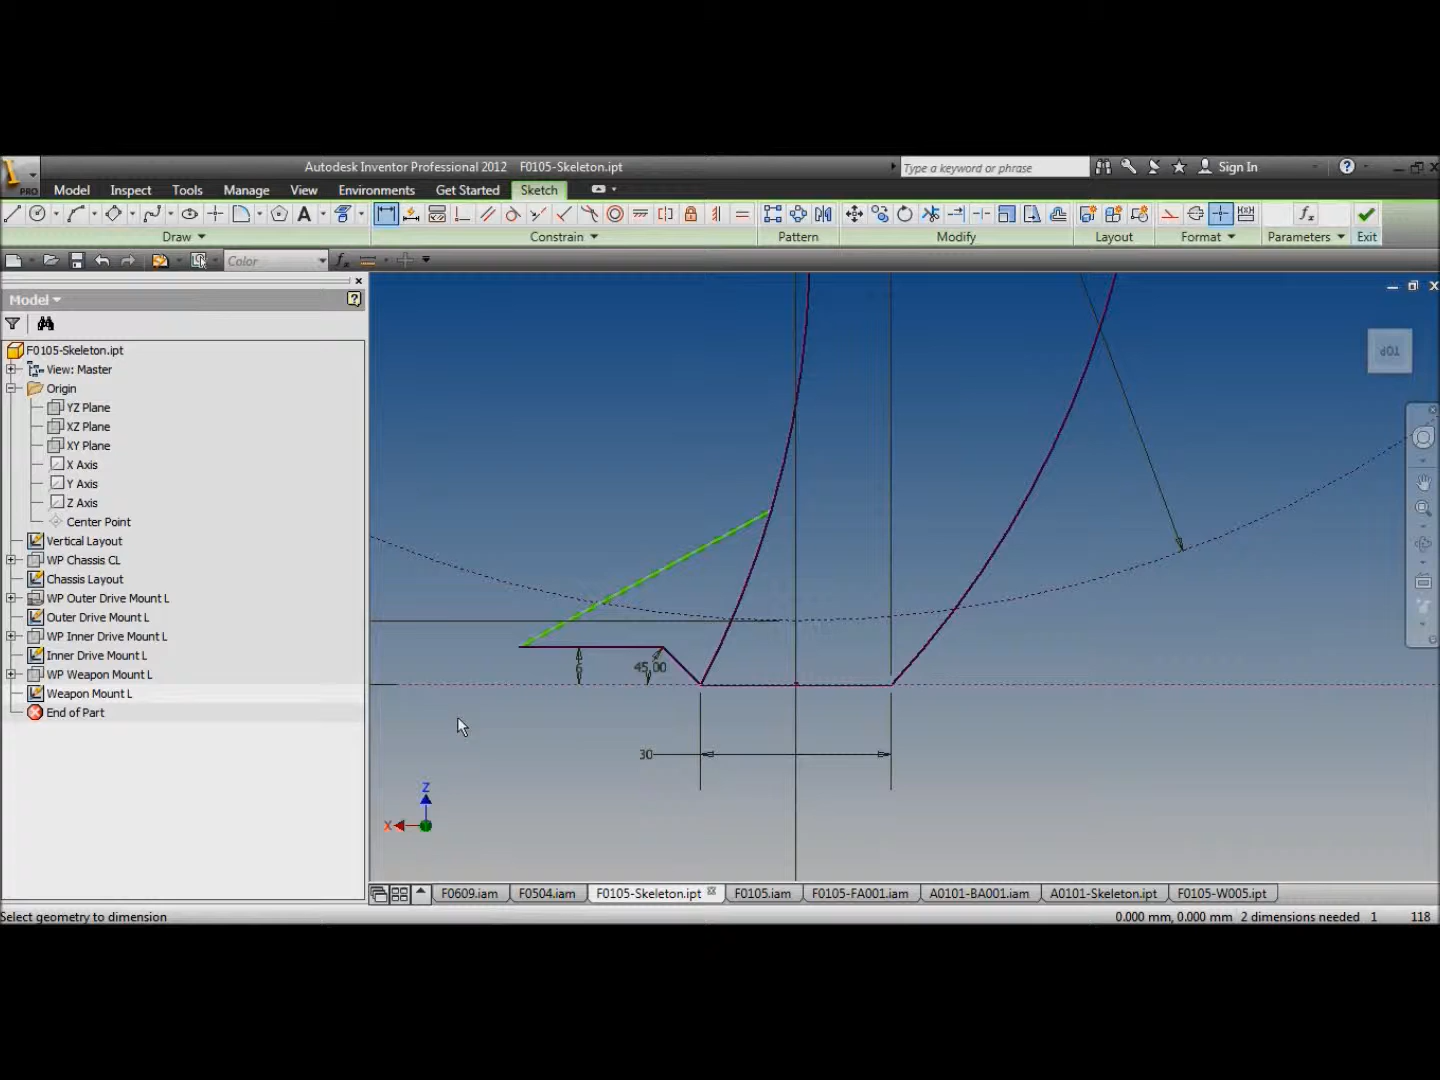 Autodesk Inventor Professional 2012 F0105-Skeleton.ipt
Type a keyword or phrase
Sign In
PRO
Model Inspect Tools Manage View Environments Get Started Sketch
Draw Constrain Pattern Modify Layout Format Parameters Exit
Color
Model
F0105-Skeleton.ipt
View: Master
Origin
YZ Plane
XZ Plane
XY Plane
X Axis
Y Axis
Z Axis
Center Point
Vertical Layout
WP Chassis CL
Chassis Layout
WP Outer Drive Mount L
Outer Drive Mount L
WP Inner Drive Mount L
Inner Drive Mount L
WP Weapon Mount L
Weapon Mount L
End of Part
TOP
6
45,00
30
Z
X
F0609.iam F0504.iam F0105-Skeleton.ipt F0105.iam F0105-FA001.iam A0101-BA001.iam A0101-Skeleton.ipt F0105-W005.ipt
Select geometry to dimension
0.000 mm, 0.000 mm 2 dimensions needed 1 118